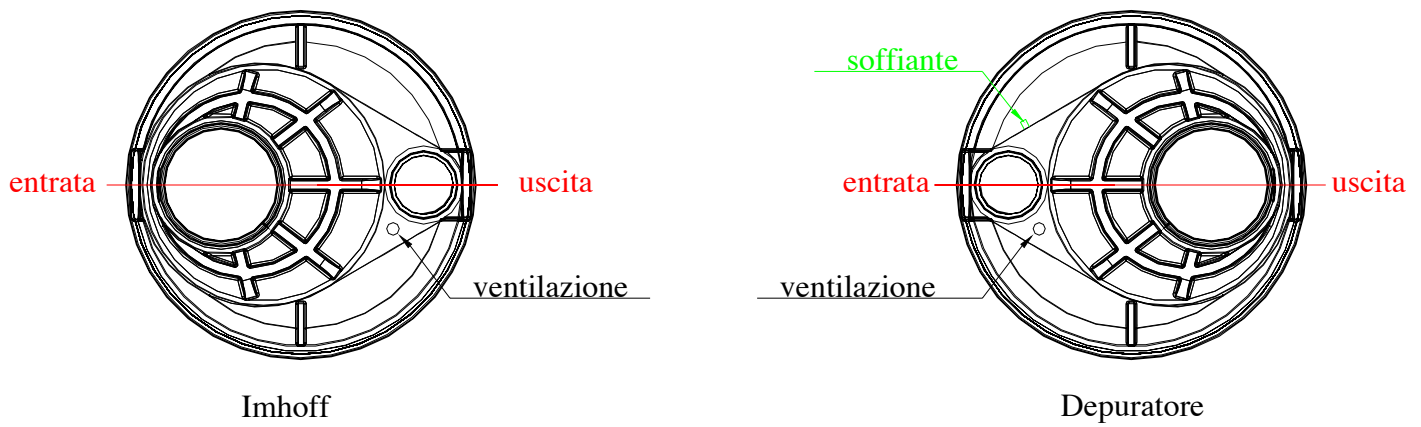 soffiante
entrata
uscita
entrata
uscita
ventilazione
ventilazione
Imhoff
Depuratore